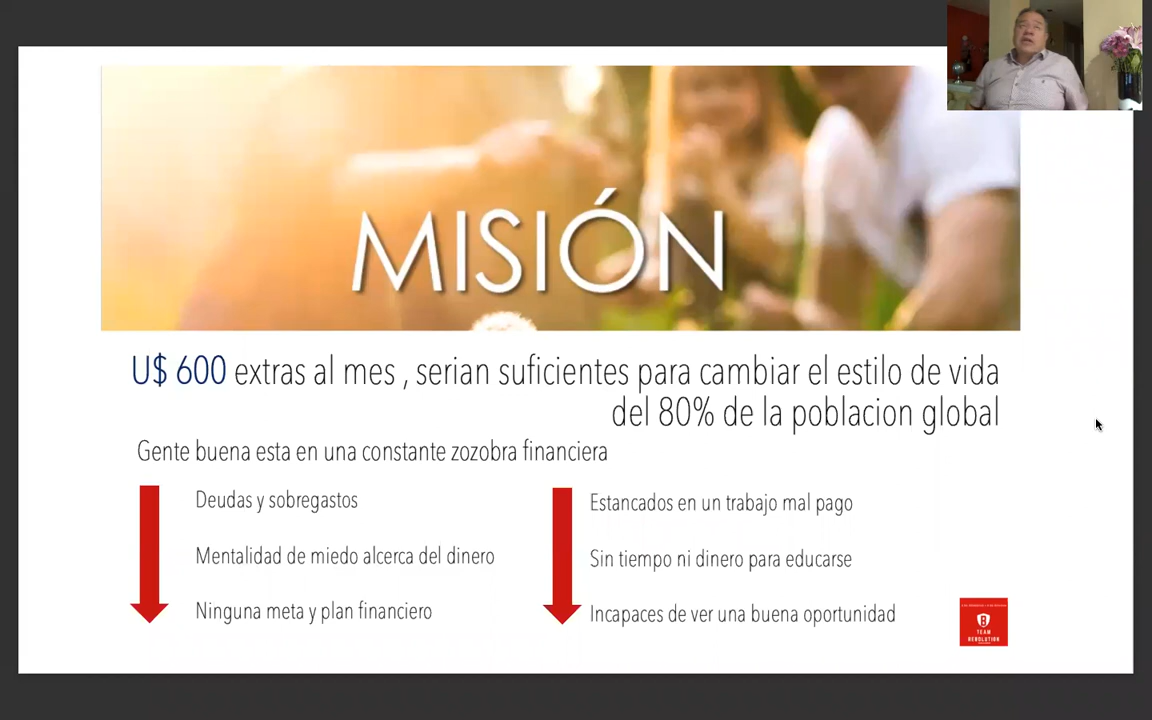 MISIÓN
U$ 600 extras al mes , serian suficientes para cambiar el estilo de vida
del 80% de la poblacion global
Gente buena esta en una constante zozobra financiera
Deudas y sobregastos
Mentalidad de miedo alcerca del dinero
Ninguna meta y plan financiero
Estancados en un trabajo mal pago
Sin tiempo ni dinero para educarse
Incapaces de ver una buena oportunidad
TEAM